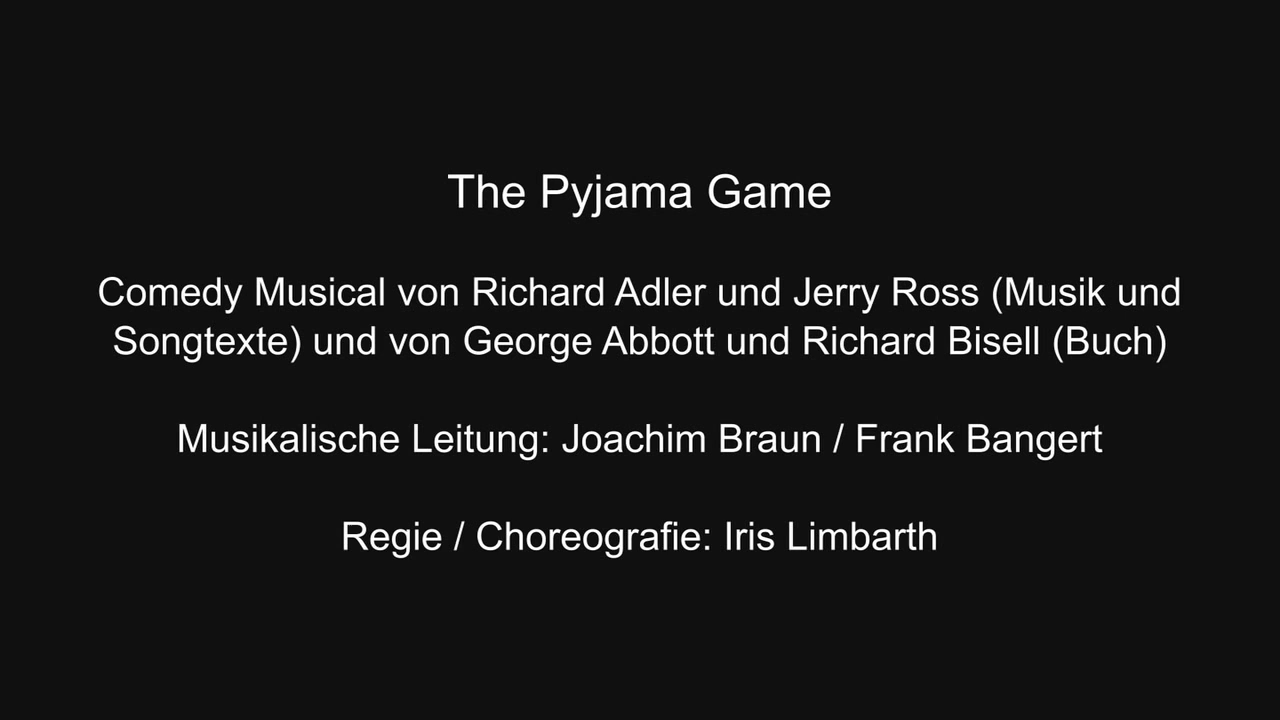 The Pyjama Game
Comedy Musical von Richard Adler und Jerry Ross (Musik und
Songtexte) und von George Abbott und Richard Bisell (Buch)
Musikalische Leitung: Joachim Braun / Frank Bangert
Regie / Choreografie: Iris Limbarth